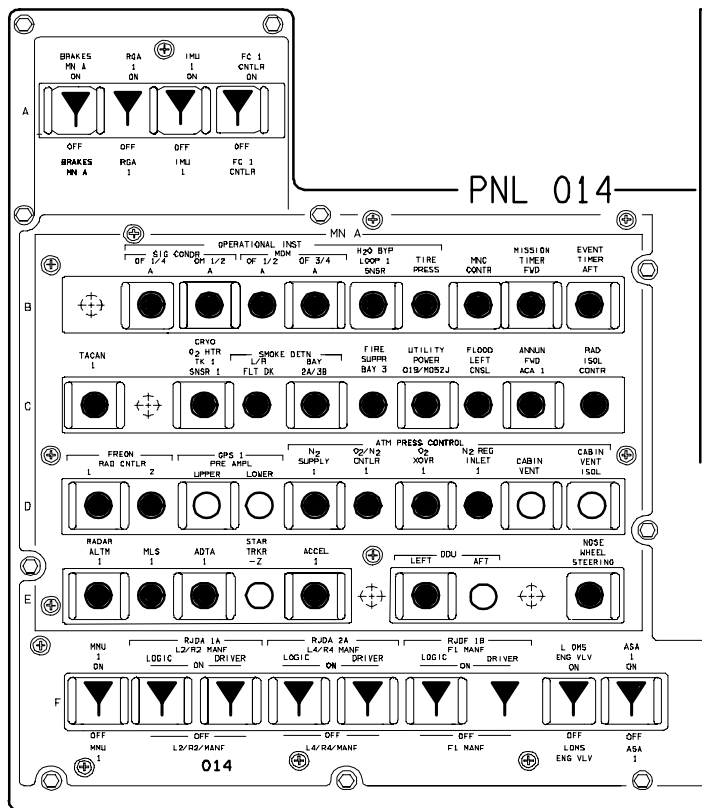 BRAKES RGA IMU FC 1
MN A 1 1 CNTLR
ON ON ON ON
A
OFF OFF OFF OFF
BRAKES RGA IMU FC 1
MN A 1 1 CNTLR
PNL 014
MN A
OPERATIONAL INST
SIG CONDR MDM H2O BYP MISSION EVENT
OF 1/4 OM 1/2 OF 1/2 OF 3/4 LOOP 1 TIRE MNC TIMER TIMER
A A A A SNSR PRESS CONTR FWD AFT
B
CRYO
TACAN O2 HTR SMOKE DETN FIRE UTILITY FLOOD ANNUN RAD
1 TK 1 L/R BAY SUPPR POWER LEFT FWD ISOL
SNSR 1 FLT DK 2A/3B BAY 3 019/M052J CNSL ACA 1 CONTR
C
ATM PRESS CONTROL
FREON GPS 1 N2 O2/N2 O2 N2 REG CABIN
RAD CNTLR PRE AMPL SUPPLY CNTLR XOVR INLET CABIN VENT
1 2 UPPER LOWER 1 1 1 1 VENT ISOL
D
RADAR STAR NOSE
ALTM MLS ADTA TRKR ACCEL DDU WHEEL
1 1 1 -Z 1 LEFT AFT STEERING
E
RJDA 1A RJDA 2A RJDF 1B
MMU L2/R2 MANF L4/R4 MANF F1 MANF L OMS ASA
1 LOGIC DRIVER LOGIC DRIVER LOGIC DRIVER ENG VLV 1
ON ON ON ON ON ON
F
OFF OFF OFF OFF OFF OFF
MMU L2/R2/MANF L4/R4/MANF F1 MANF LOMS ASA
1 ENG VLV 1
014